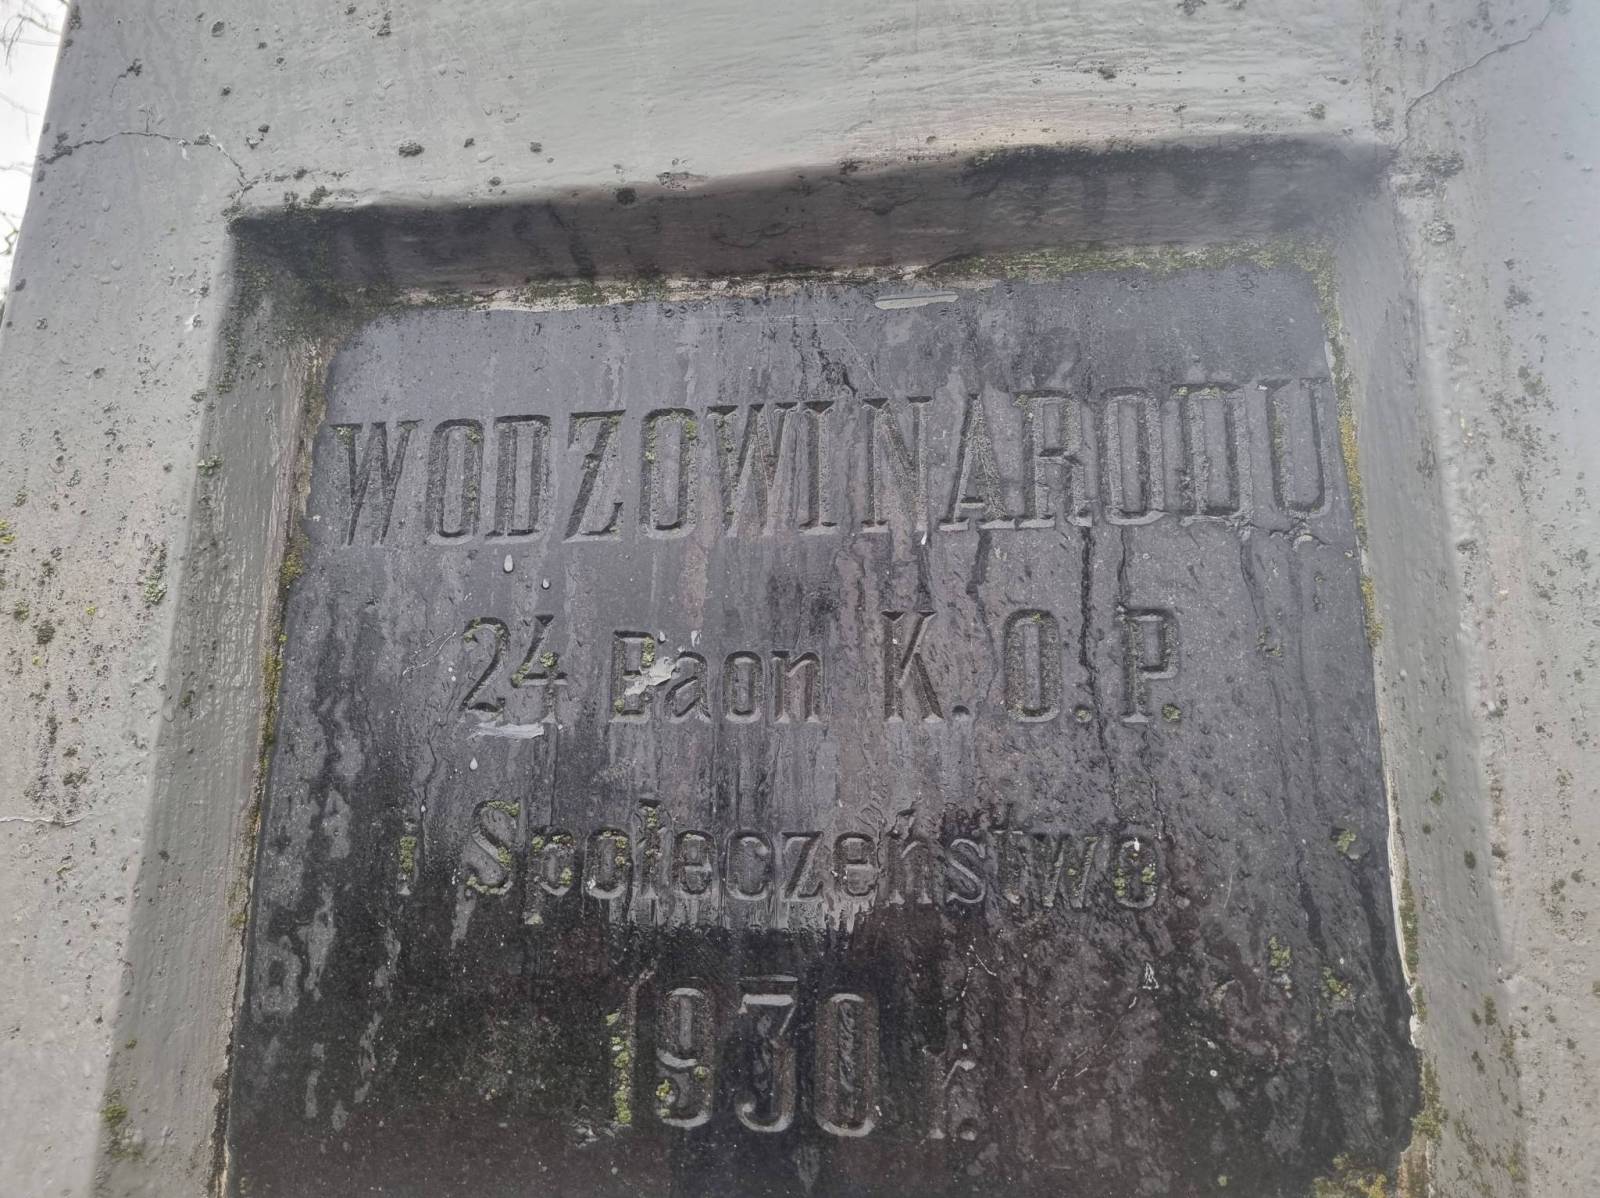 WODZOWI NARODU
24 Baon K. O. P.
i Społeczeństwo
1930 r.